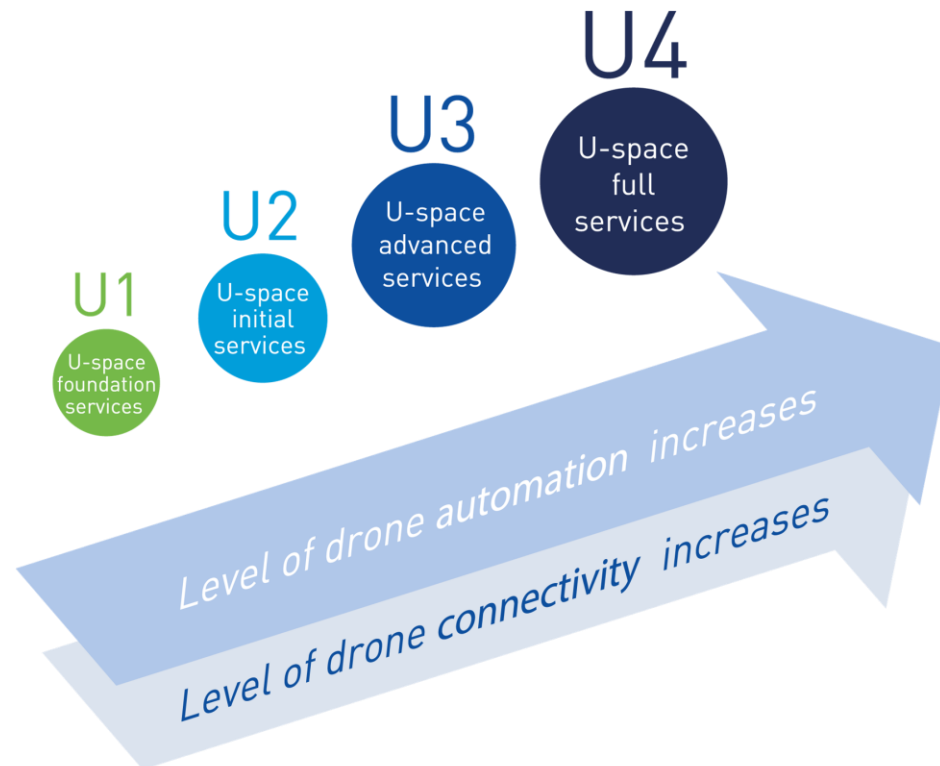 U1
U-space
foundation
services
U2
U-space
initial
services
U3
U-space
advanced
services
U4
U-space
full
services
Level of drone automation increases
Level of drone connectivity increases